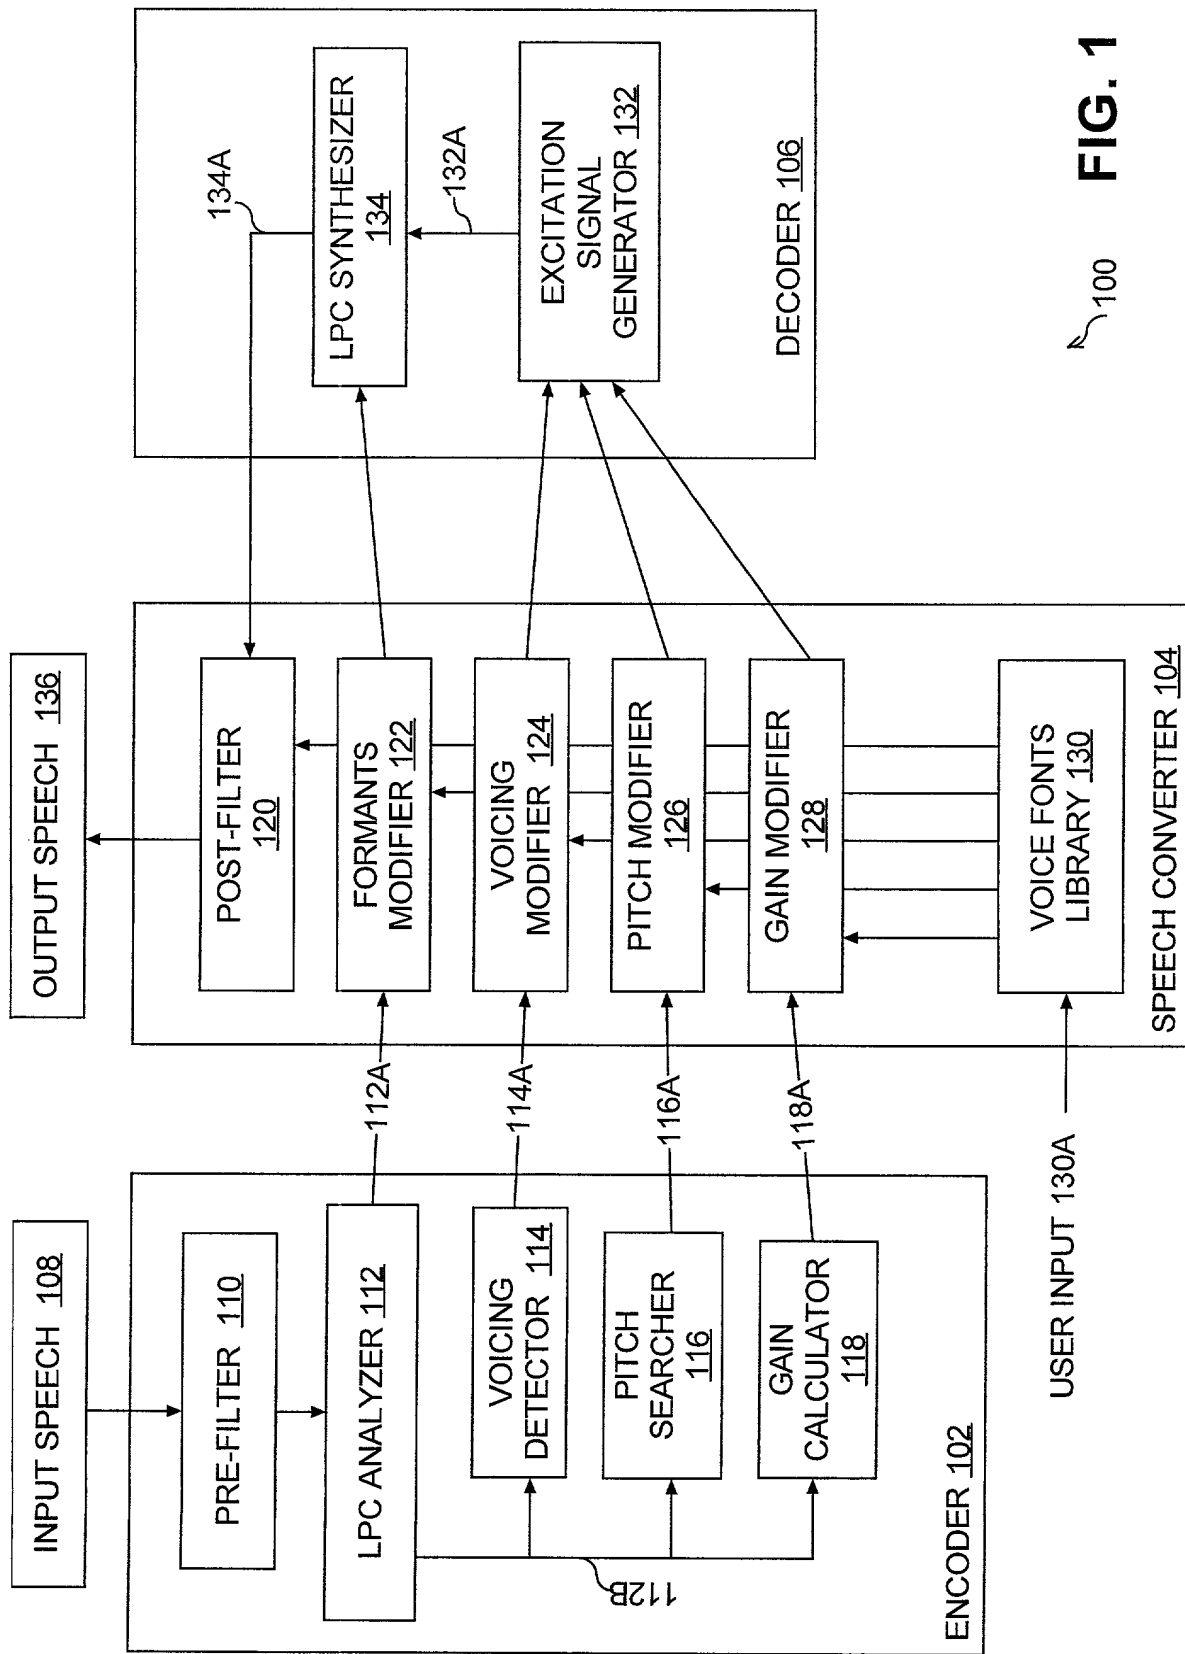 INPUT SPEECH 108
PRE-FILTER 110
LPC ANALYZER 112
VOICING
DETECTOR 114
PITCH
SEARCHER
116
GAIN
CALCULATOR
118
112B
ENCODER 102
112A
114A
116A
118A
USER INPUT 130A
OUTPUT SPEECH 136
POST-FILTER
120
FORMANTS
MODIFIER 122
VOICING
MODIFIER 124
PITCH MODIFIER
126
GAIN MODIFIER
128
VOICE FONTS
LIBRARY 130
SPEECH CONVERTER 104
134A
LPC SYNTHESIZER
134
132A
EXCITATION
SIGNAL
GENERATOR 132
DECODER 106
100
FIG. 1